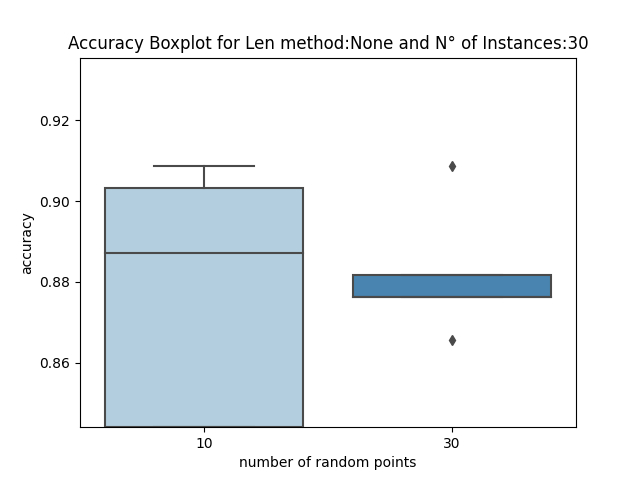 Accuracy Boxplot for Len method:None and N° of Instances:30
0.92
0.90
0.88
0.86
accuracy
10 30
number of random points